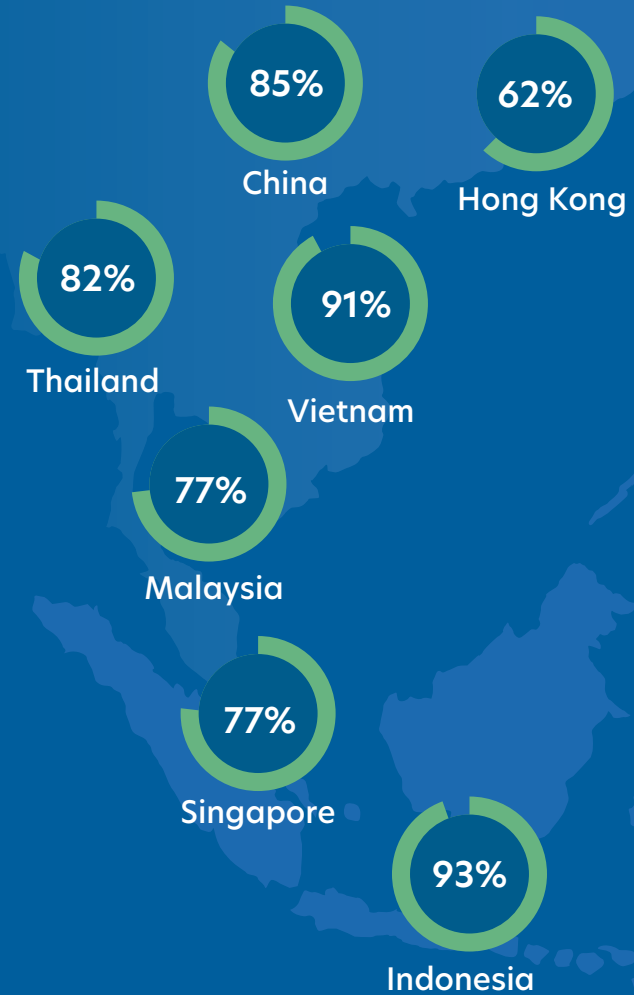 85%
China
62%
Hong Kong
82%
Thailand
91%
Vietnam
77%
Malaysia
77%
Singapore
93%
Indonesia